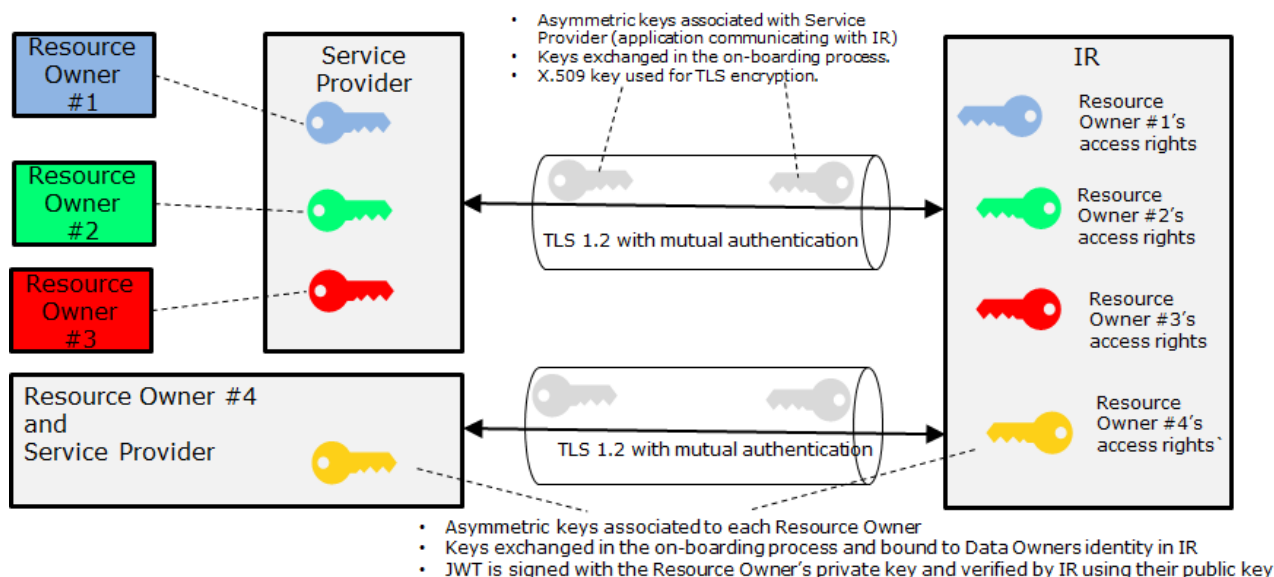 Resource
Owner
#1
Resource
Owner
#2
Resource
Owner
#3
Service
Provider
• Asymmetric keys associated with Service
Provider (application communicating with IR)
• Keys exchanged in the on-boarding process.
• X.509 key used for TLS encryption.
TLS 1.2 with mutual authentication
IR
Resource
Owner #1's
access rights
Resource
Owner #2's
access rights
Resource
Owner #3's
access rights
Resource
Owner #4's
access rights`
Resource Owner #4
and
Service Provider
TLS 1.2 with mutual authentication
• Asymmetric keys associated to each Resource Owner
• Keys exchanged in the on-boarding process and bound to Data Owners identity in IR
• JWT is signed with the Resource Owner's private key and verified by IR using their public key